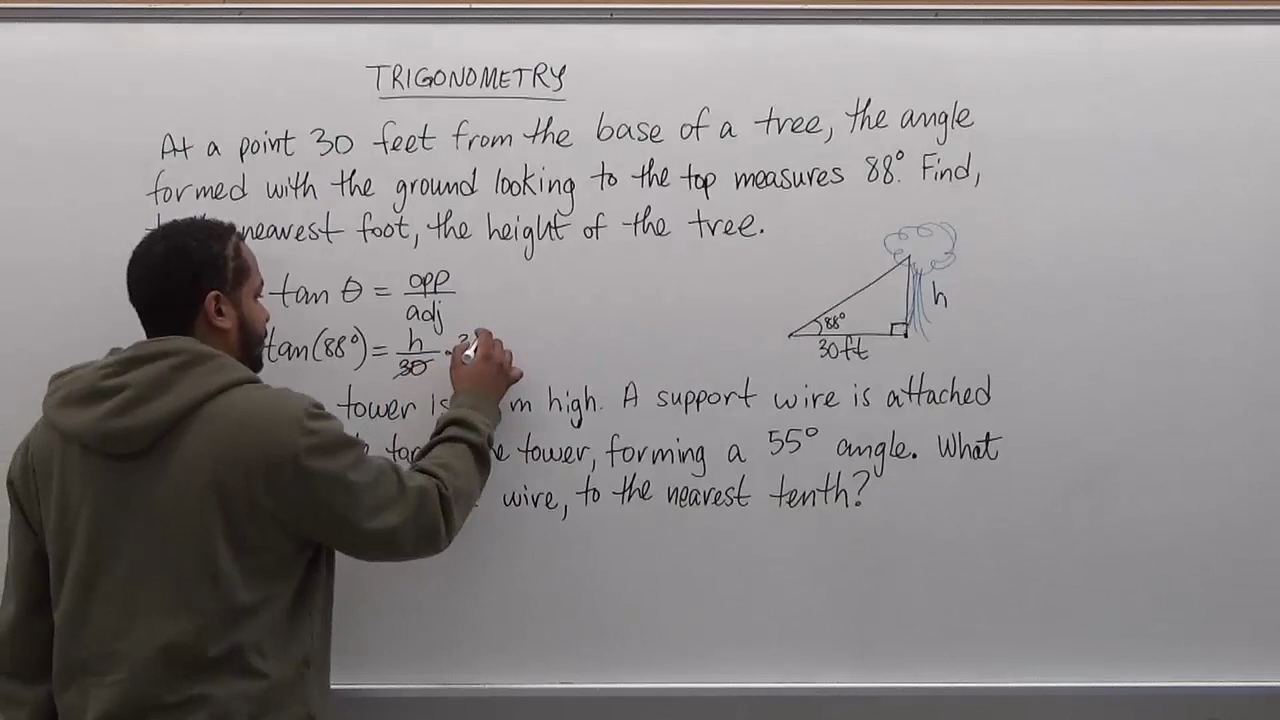 TRIGONOMETRY
At a point 30 feet from the base of a tree, the angle
formed with the ground looking to the top measures 88°. Find,
nearest foot, the height of the tree.
tan θ = opp/adj
tan(88°) = h/30 ·
88°
h
30ft
tower is m high. A support wire is attached
tower, forming a 55° angle. What
wire, to the nearest tenth?